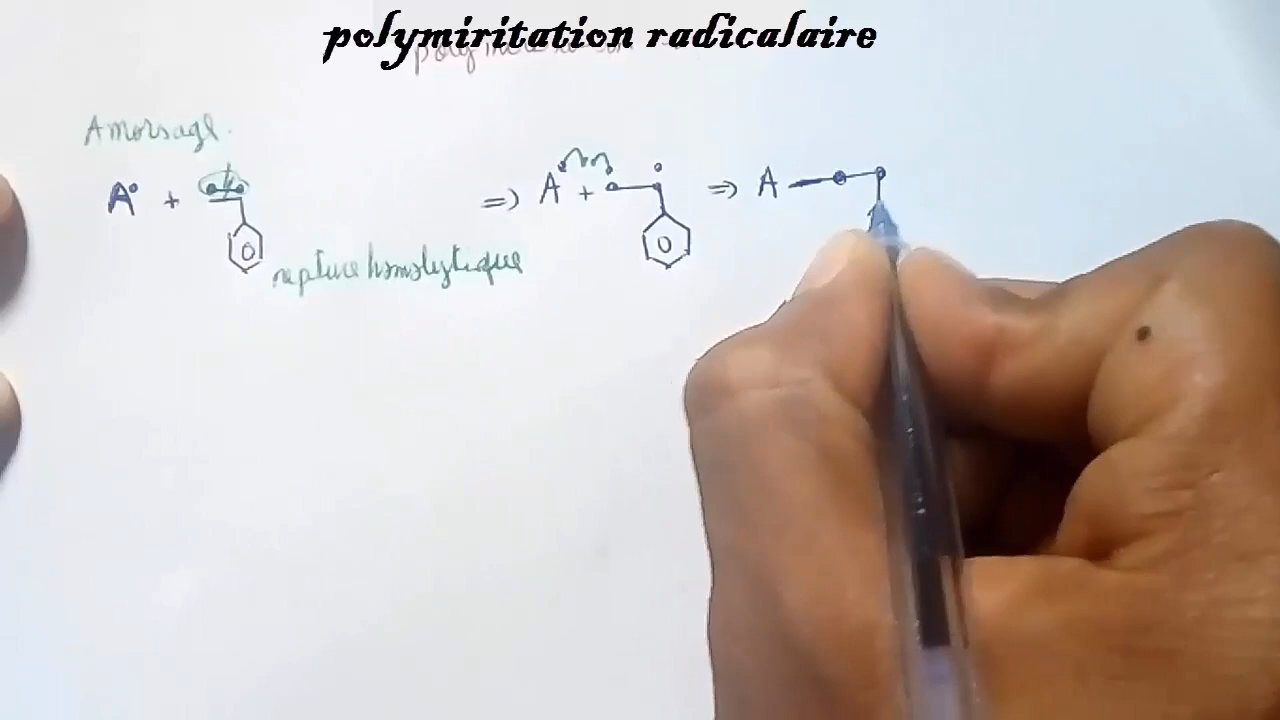 polymiritation radicalaire
Amorsage.
A° + => A + => A
rupture homolytique